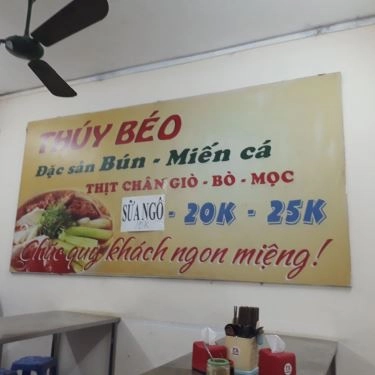 THÚY BÉO
Đặc sản Bún - Miến cá
THỊT CHÂN GIÒ - BÒ - MỌC
SỮA NGÔ
- 20K - 25K
Chúc quý khách ngon miệng!